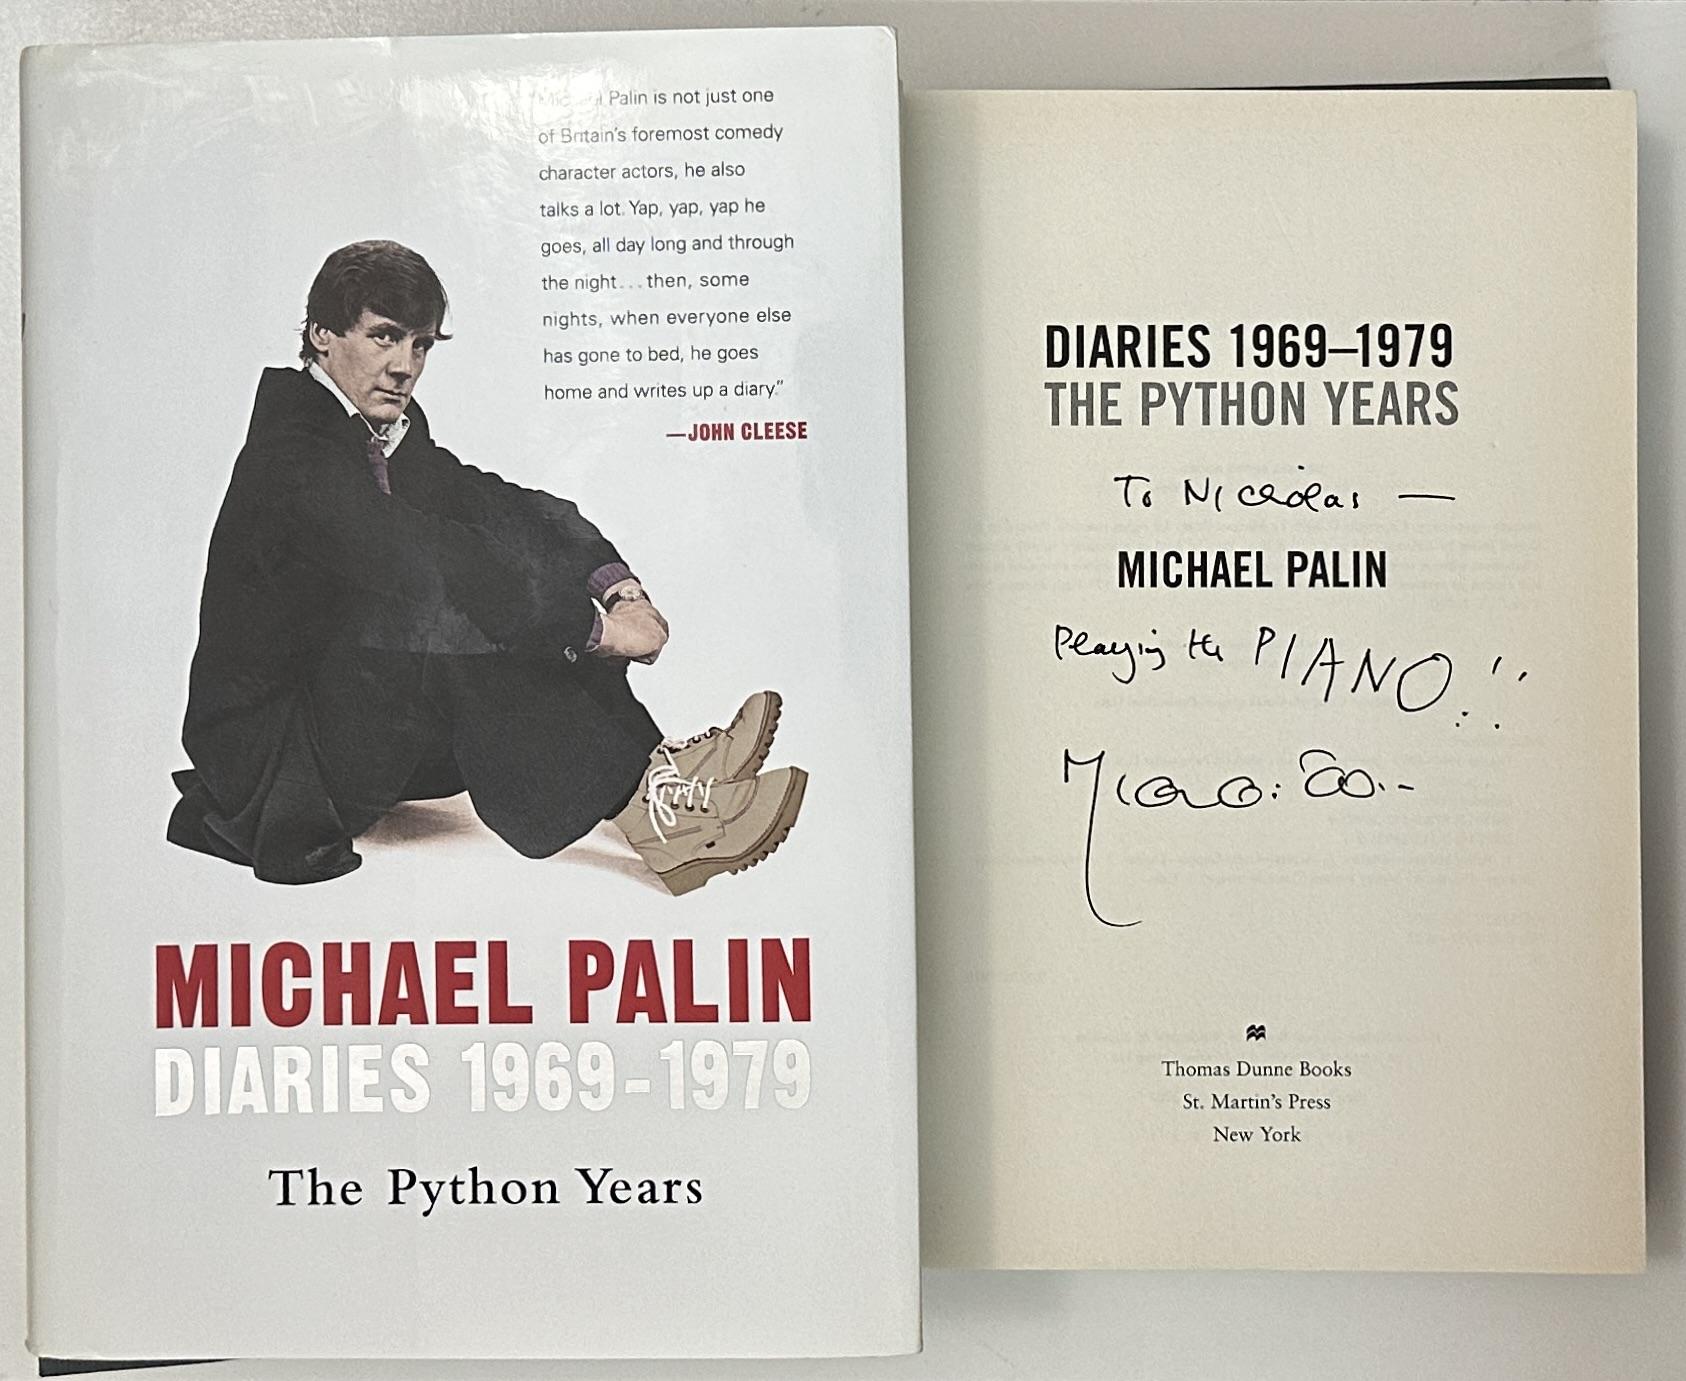 Palin is not just one
of Britain's foremost comedy
character actors, he also
talks a lot. Yap, yap, yap he
goes, all day long and through
the night... then, some
nights, when everyone else
has gone to bed, he goes
home and writes up a diary."
—JOHN CLEESE
MICHAEL PALIN
DIARIES 1969-1979
The Python Years
DIARIES 1969–1979
THE PYTHON YEARS
To Nicholas —
MICHAEL PALIN
Playing the PIANO!!
Thomas Dunne Books
St. Martin's Press
New York